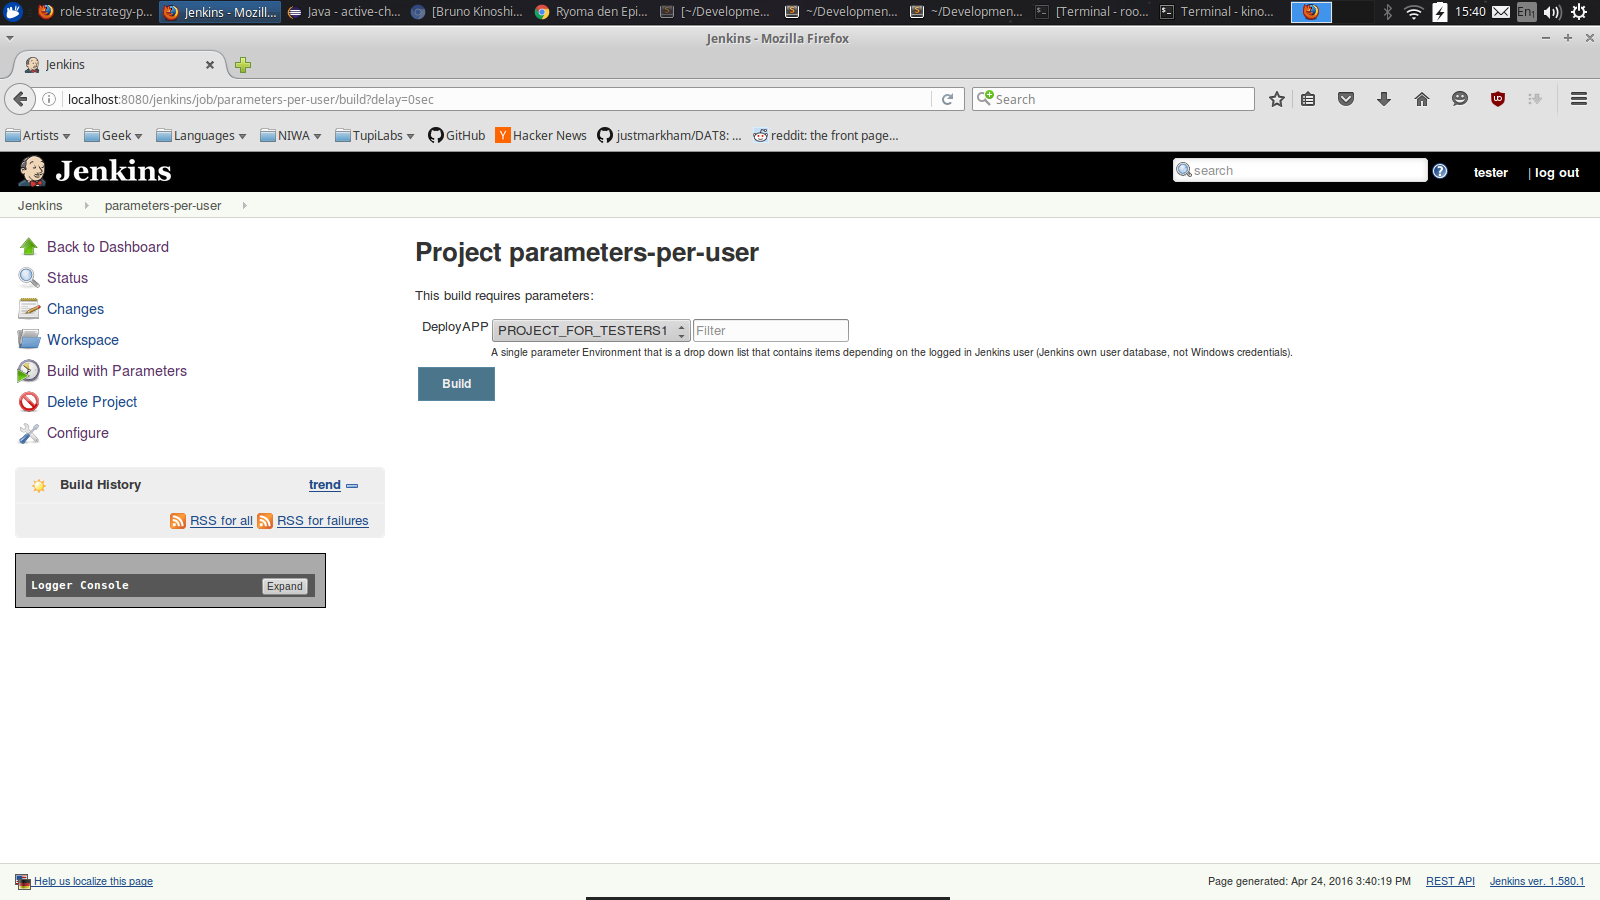 role-strategy-p...
Jenkins - Mozill...
Java - active-ch...
[Bruno Kinoshi...
Ryoma den Epi...
[~/Developme...
~/Developmen...
~/Developmen...
[Terminal - roo...
Terminal - kino...
15:40
En1
Jenkins - Mozilla Firefox
Jenkins
localhost:8080/jenkins/job/parameters-per-user/build?delay=0sec
Search
Artists
Geek
Languages
NIWA
TupiLabs
GitHub
Y Hacker News
justmarkham/DAT8: ...
reddit: the front page...
Jenkins
search
?
tester
| log out
Jenkins
parameters-per-user
Back to Dashboard
Status
Changes
Workspace
Build with Parameters
Delete Project
Configure
Build History
trend
RSS for all
RSS for failures
Logger Console
Expand
Project parameters-per-user
This build requires parameters:
DeployAPP
PROJECT_FOR_TESTERS1
Filter
A single parameter Environment that is a drop down list that contains items depending on the logged in Jenkins user (Jenkins own user database, not Windows credentials).
Build
Help us localize this page
Page generated: Apr 24, 2016 3:40:19 PM
REST API
Jenkins ver. 1.580.1